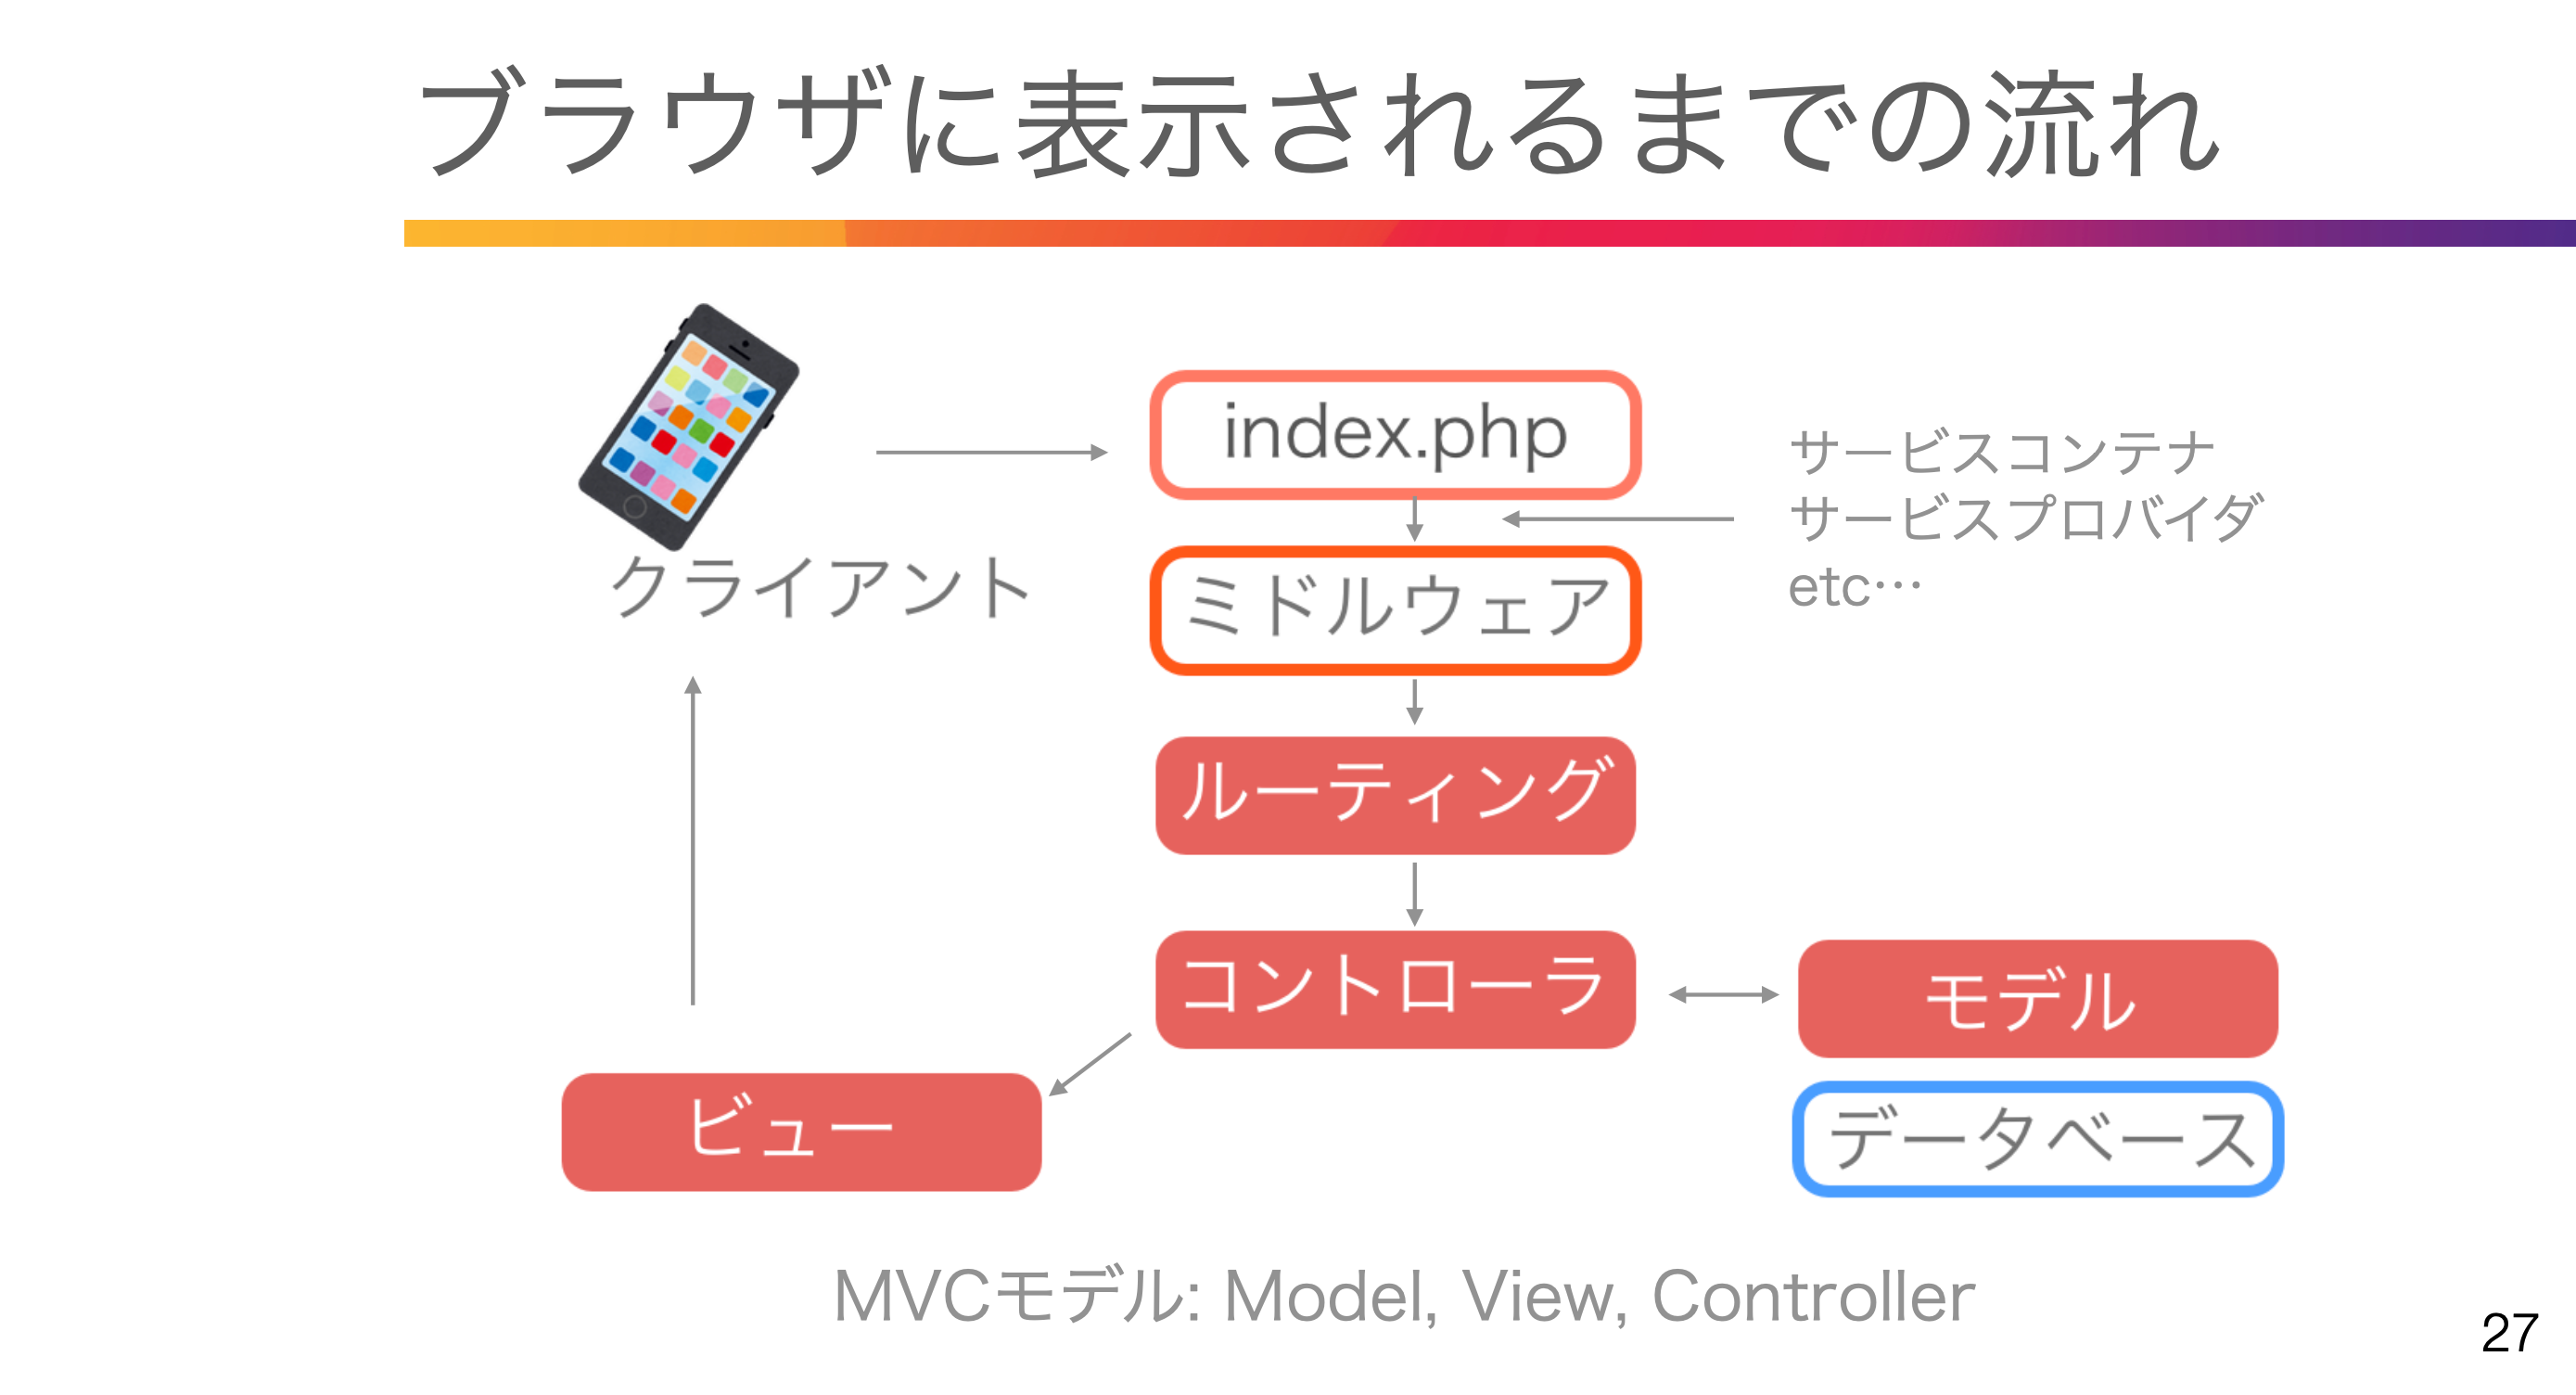 ブラウザに表示されるまでの流れ
クライアント
index.php
サービスコンテナ
サービスプロバイダ
etc…
ミドルウェア
ルーティング
コントローラ
モデル
データベース
ビュー
MVCモデル: Model, View, Controller
27